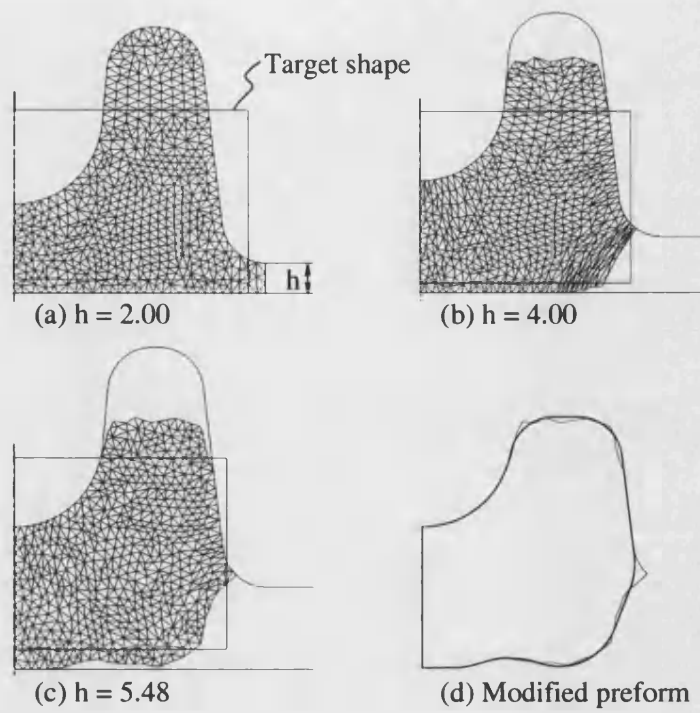 Target shape
h
(a) h = 2.00
(b) h = 4.00
(c) h = 5.48
(d) Modified preform